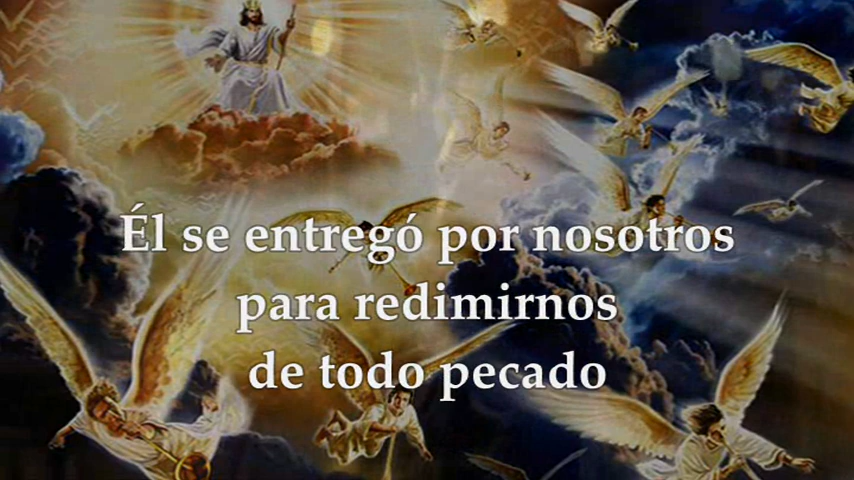 Él se entregó por nosotros
para redimirnos
de todo pecado